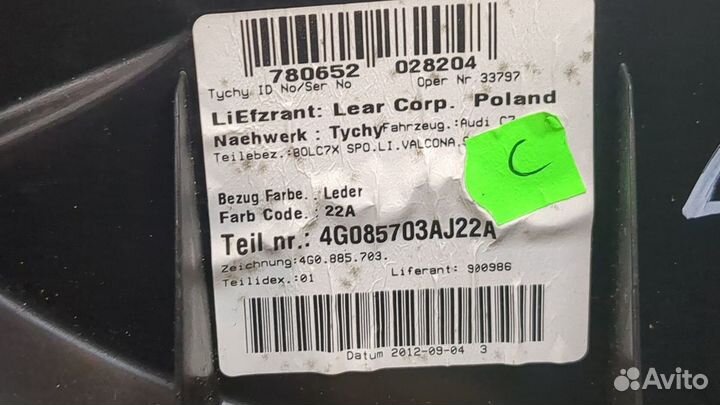 780652 028204
Tychy ID No/Ser No Oper Nr 33797
LiEfzrant: Lear Corp. Poland
Naehwerk : Tychy Fahrzeug.:Audi C7
Teilebez.:BOLC7X SPO.LI.VALCONA.
C
Bezug Farbe. . Leder
Farb Code. : 22A
Teil nr.: 4G085703AJ22A
Zeichnung:4G0.885.703.
Teilidex.:01 Liferant: 900986
Datum 2012-09-04 3
Avito